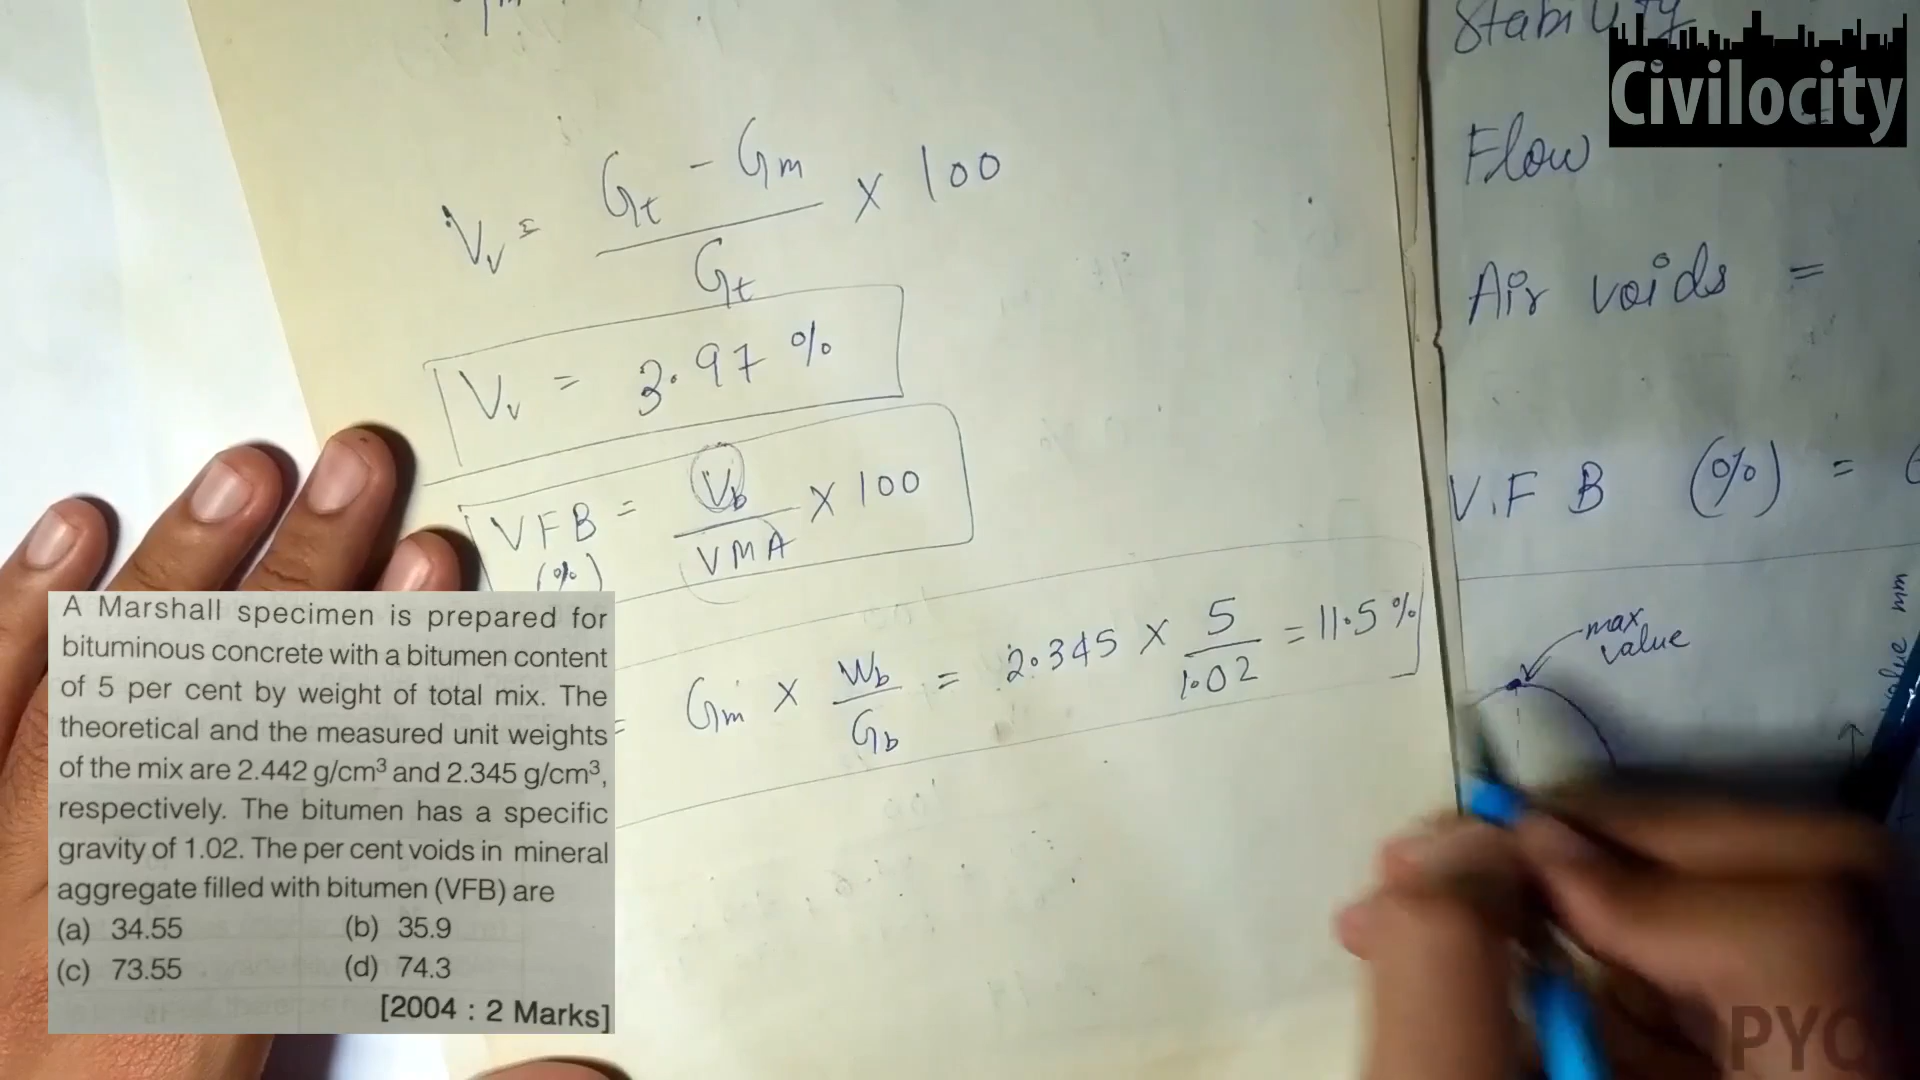 Stability
Civilocity
Vv = Gt - Gm / Gt × 100
Flow =
Air voids =
Vv = 3.97 %
VFB (%) = Vb / VMA × 100
V.F B (%) =
= Gm × Wb / Gb = 2.345 × 5 / 1.02 = 11.5 %
max value
value mm
A Marshall specimen is prepared for
bituminous concrete with a bitumen content
of 5 per cent by weight of total mix. The
theoretical and the measured unit weights
of the mix are 2.442 g/cm³ and 2.345 g/cm³,
respectively. The bitumen has a specific
gravity of 1.02. The per cent voids in mineral
aggregate filled with bitumen (VFB) are
(a) 34.55 (b) 35.9
(c) 73.55 (d) 74.3
[2004 : 2 Marks]
PYQ